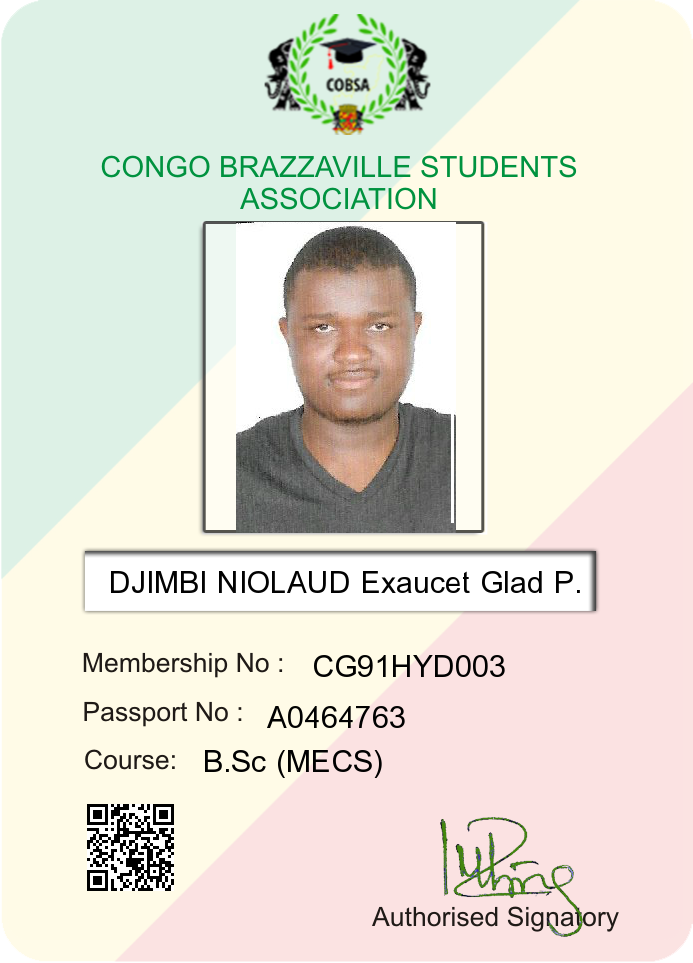 COBSA
CONGO BRAZZAVILLE STUDENTS
ASSOCIATION
DJIMBI NIOLAUD Exaucet Glad P.
Membership No : CG91HYD003
Passport No : A0464763
Course: B.Sc (MECS)
Authorised Signatory